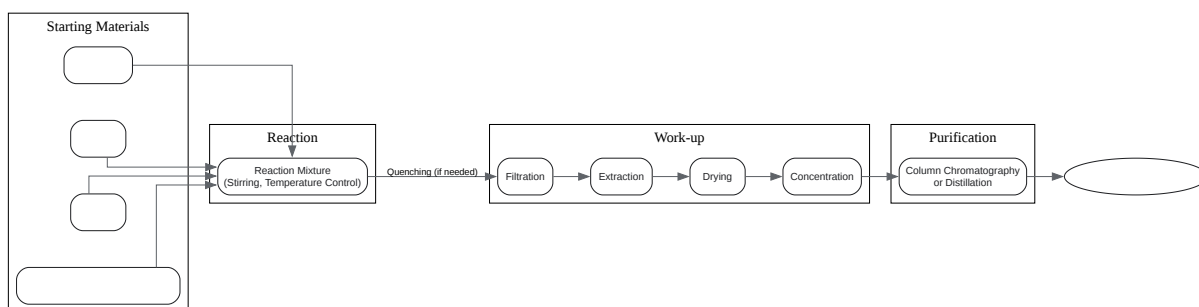 Starting Materials
Reaction
Reaction Mixture
(Stirring, Temperature Control)
Quenching (if needed)
Work-up
Filtration
Extraction
Drying
Concentration
Purification
Column Chromatography
or Distillation